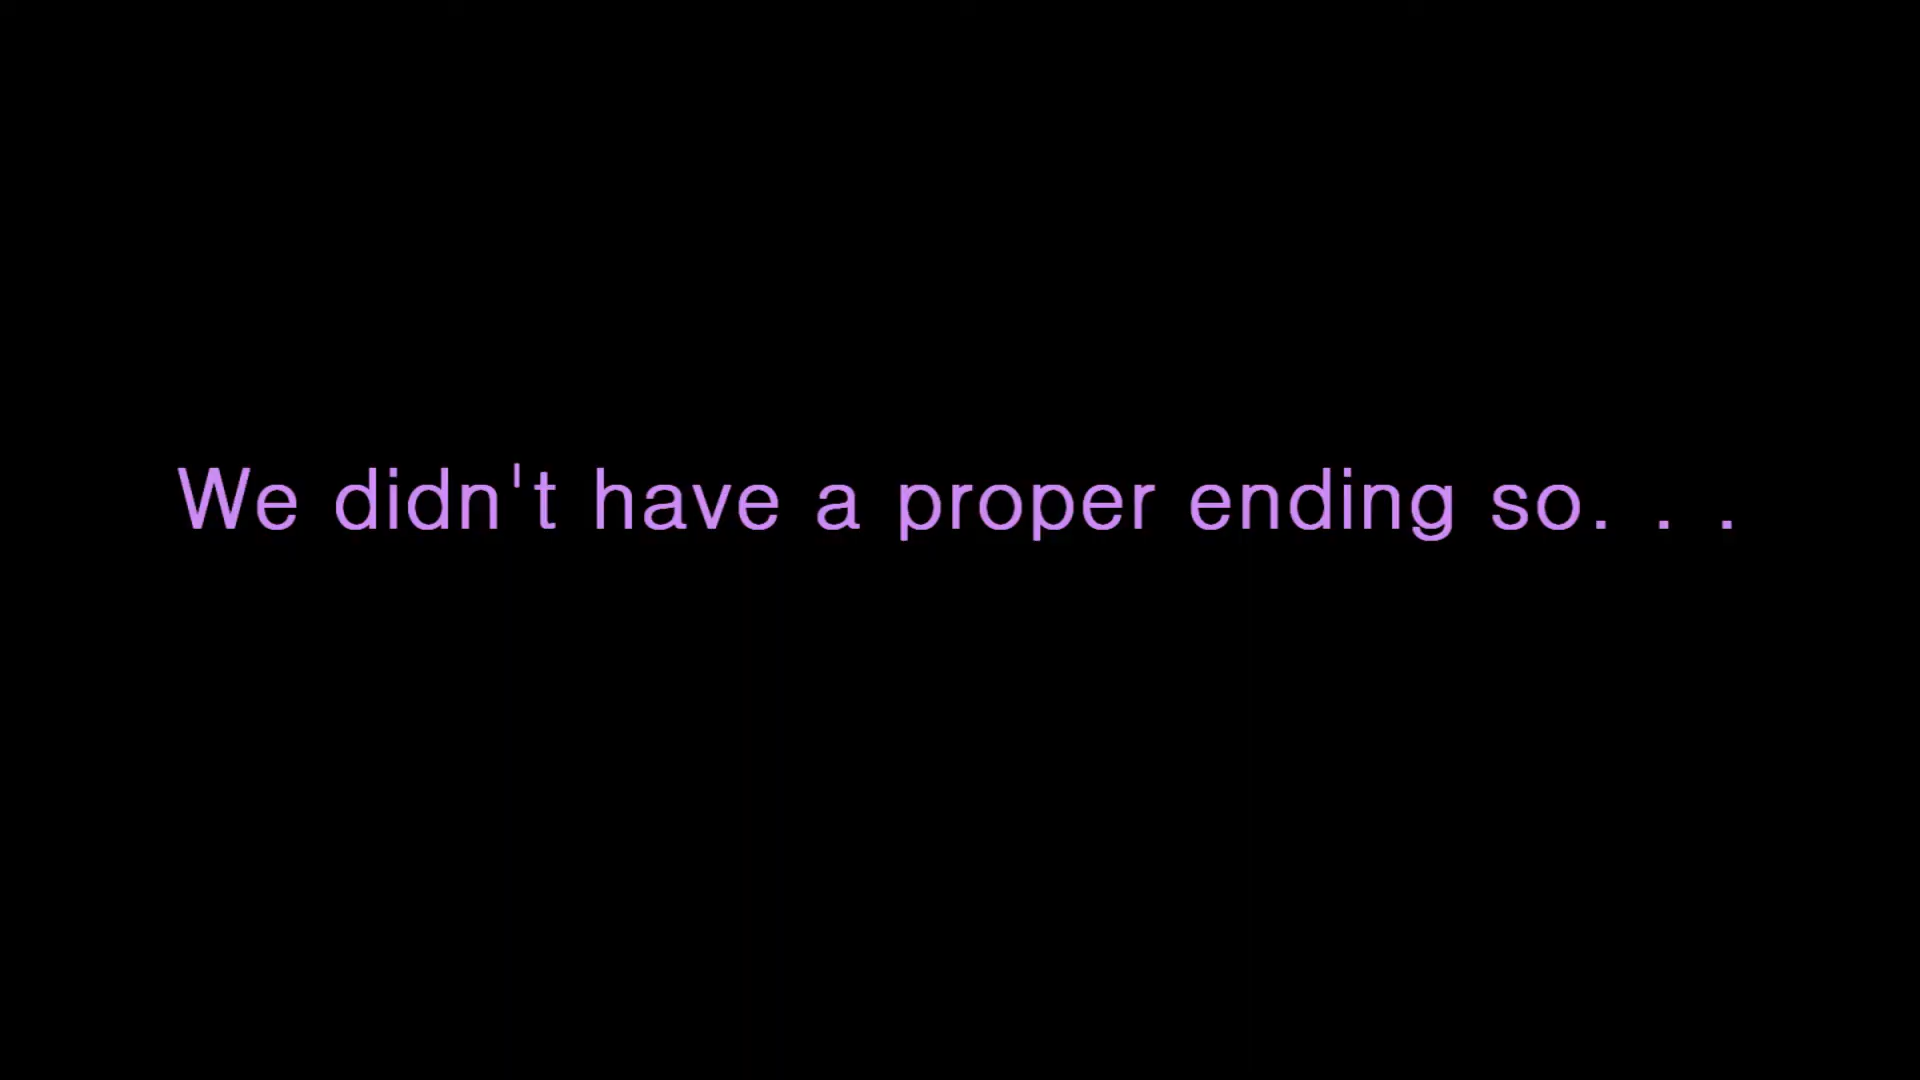 We didn't have a proper ending so. . .